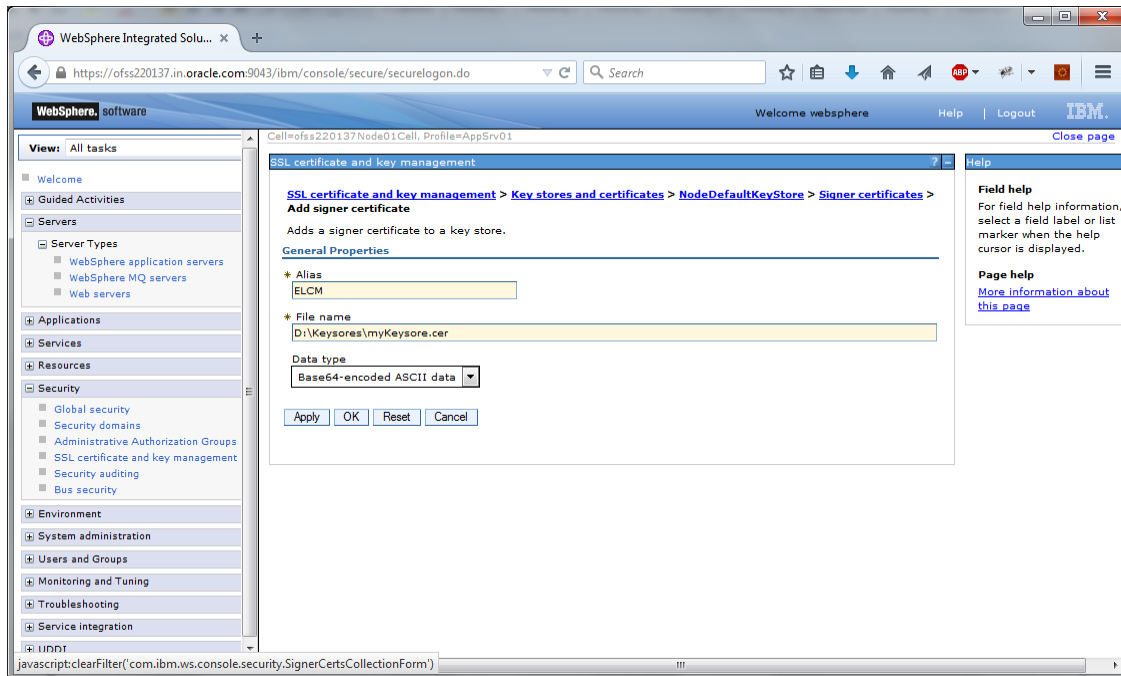 WebSphere Integrated Solu... × +
https://ofss220137.in.oracle.com:9043/ibm/console/secure/securelogon.do
Search
ABP
WebSphere. software
Welcome websphere
Help | Logout
IBM.
Cell=ofss220137Node01Cell, Profile=AppSrv01
Close page
View: All tasks
Welcome
Guided Activities
Servers
Server Types
WebSphere application servers
WebSphere MQ servers
Web servers
Applications
Services
Resources
Security
Global security
Security domains
Administrative Authorization Groups
SSL certificate and key management
Security auditing
Bus security
Environment
System administration
Users and Groups
Monitoring and Tuning
Troubleshooting
Service integration
UDDI
SSL certificate and key management ? –
SSL certificate and key management > Key stores and certificates > NodeDefaultKeyStore > Signer certificates >
Add signer certificate
Adds a signer certificate to a key store.
General Properties
* Alias
ELCM
* File name
D:\Keysores\myKeysore.cer
Data type
Base64-encoded ASCII data
Apply OK Reset Cancel
Help
Field help
For field help information,
select a field label or list
marker when the help
cursor is displayed.
Page help
More information about
this page
javascript:clearFilter('com.ibm.ws.console.security.SignerCertsCollectionForm')